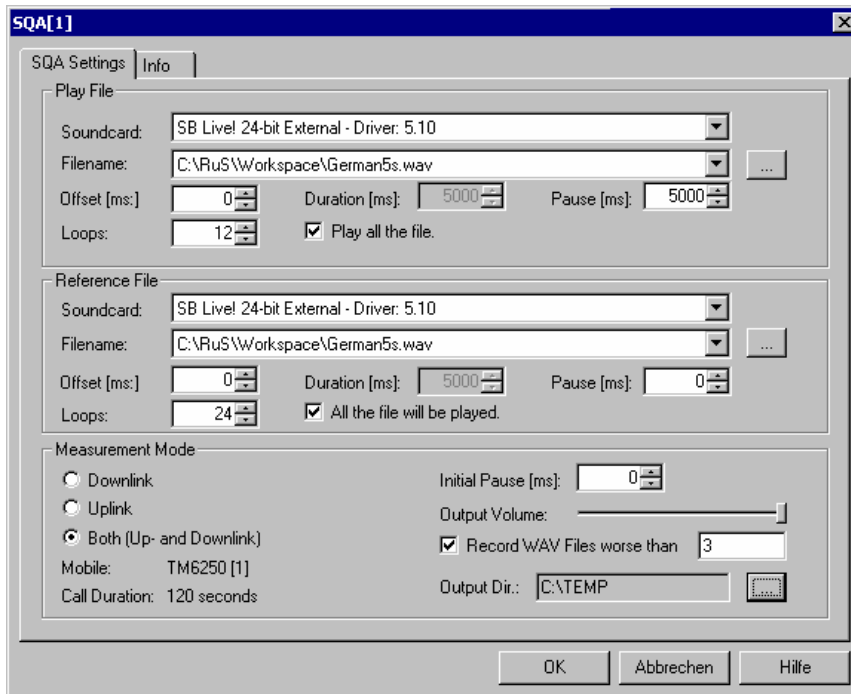 SQA[1]
SQA Settings Info
Play File
Soundcard: SB Live! 24-bit External - Driver: 5.10
Filename: C:\RuS\Workspace\German5s.wav ...
Offset [ms:] 0 Duration [ms]: 5000 Pause [ms]: 5000
Loops: 12 Play all the file.
Reference File
Soundcard: SB Live! 24-bit External - Driver: 5.10
Filename: C:\RuS\Workspace\German5s.wav ...
Offset [ms:] 0 Duration [ms]: 5000 Pause [ms]: 0
Loops: 24 All the file will be played.
Measurement Mode
Downlink Initial Pause [ms]: 0
Uplink Output Volume:
Both (Up- and Downlink) Record WAV Files worse than 3
Mobile: TM6250 [1]
Call Duration: 120 seconds Output Dir.: C:\TEMP ...
OK Abbrechen Hilfe